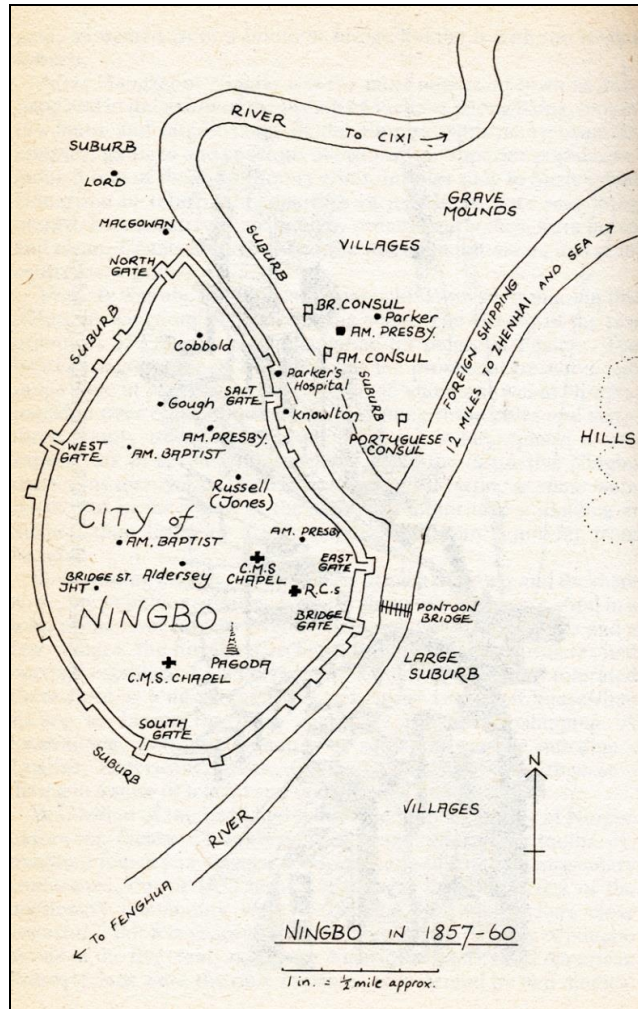 RIVER
TO CIXI →
SUBURB
LORD
GRAVE
MOUNDS
MACGOWAN
SUBURB
VILLAGES
NORTH
GATE
FOREIGN SHIPPING
12 MILES TO ZHENHAI AND SEA →
SUBURB
BR. CONSUL
Parker
AM. PRESBY.
Cobbold
AM. CONSUL
Parker's
Hospital
SUBURB
SALT
GATE
Gough
Knowlton
PORTUGUESE
CONSUL
HILLS
AM. PRESBY.
WEST
GATE
AM. BAPTIST
Russell
(Jones)
CITY of
AM. BAPTIST
AM. PRESBY
C.M.S
CHAPEL
EAST
GATE
Aldersey
BRIDGE ST.
JHT
R.C.s
NINGBO
BRIDGE
GATE
PONTOON
BRIDGE
PAGODA
C.M.S. CHAPEL
LARGE
SUBURB
SOUTH
GATE
SUBURB
N
VILLAGES
RIVER
← TO FENGHUA
NINGBO IN 1857-60
1 in. = ½ mile approx.